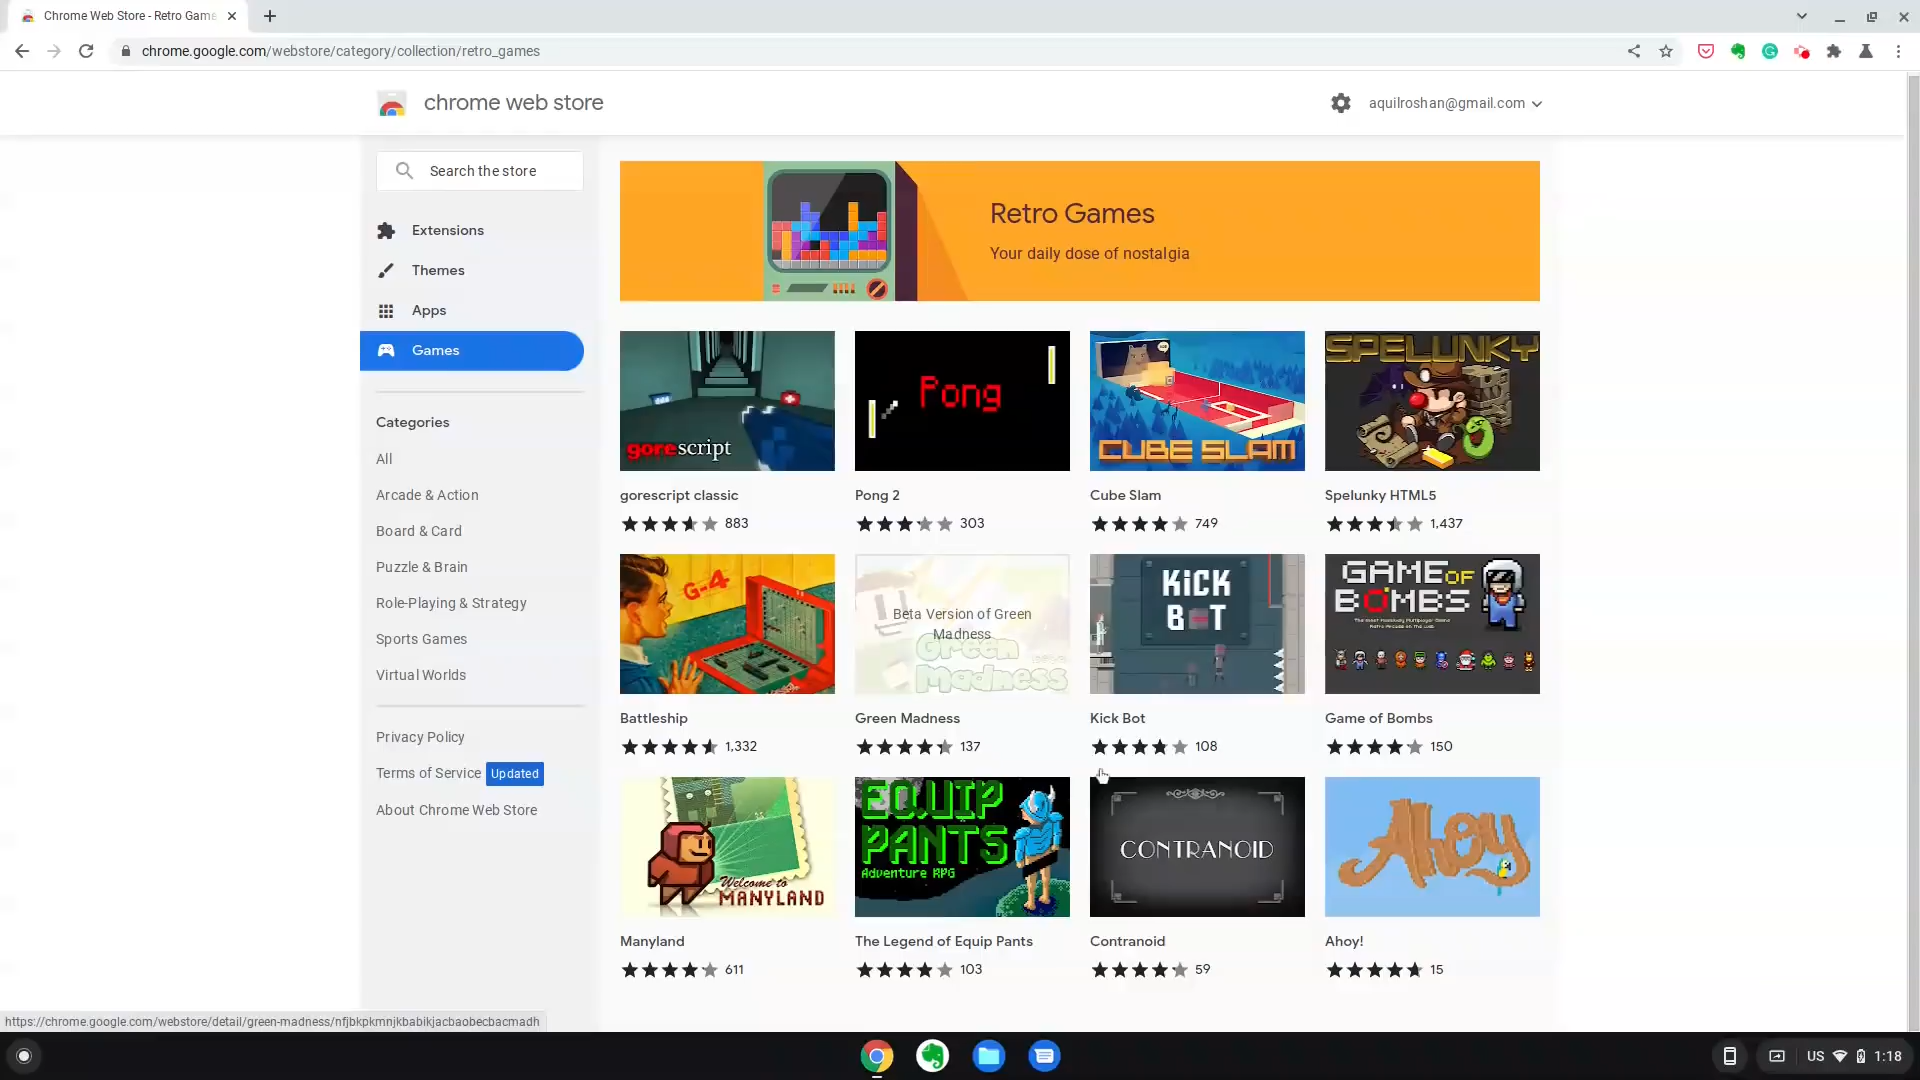 Chrome Web Store - Retro Game
chrome.google.com/webstore/category/collection/retro_games
chrome web store
aquilroshan@gmail.com
Search the store
Extensions
Themes
Apps
Games
Categories
All
Arcade & Action
Board & Card
Puzzle & Brain
Role-Playing & Strategy
Sports Games
Virtual Worlds
Privacy Policy
Terms of Service Updated
About Chrome Web Store
Retro Games
Your daily dose of nostalgia
gorescript
Pong
CUBE SLAM
SPELUNKY
gorescript classic
883
Pong 2
303
Cube Slam
749
Spelunky HTML5
1,437
G-4
Beta Version of Green
Madness
Green
Madness
KICK
BOT
GAME OF
BOMBS
Battleship
1,332
Green Madness
137
Kick Bot
108
Game of Bombs
150
Welcome to
MANYLAND
EQUIP
PANTS
Adventure RPG
CONTRANOID
Ahoy
Manyland
611
The Legend of Equip Pants
103
Contranoid
59
Ahoy!
15
https://chrome.google.com/webstore/detail/green-madness/nfjbkpkmnjkbabikjacbaobecbacmadh
US
1:18